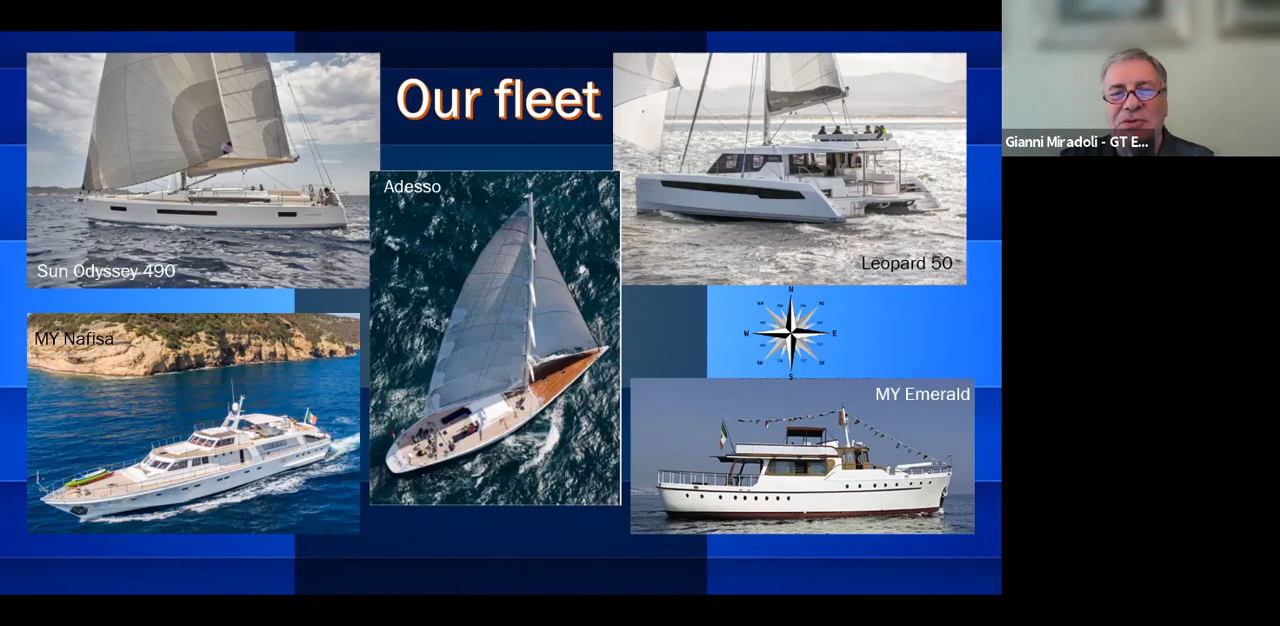 Our fleet
Sun Odyssey 490
Adesso
Leopard 50
MY Nafisa
MY Emerald
N
W
E
S
Gianni Miradoli - GT E...